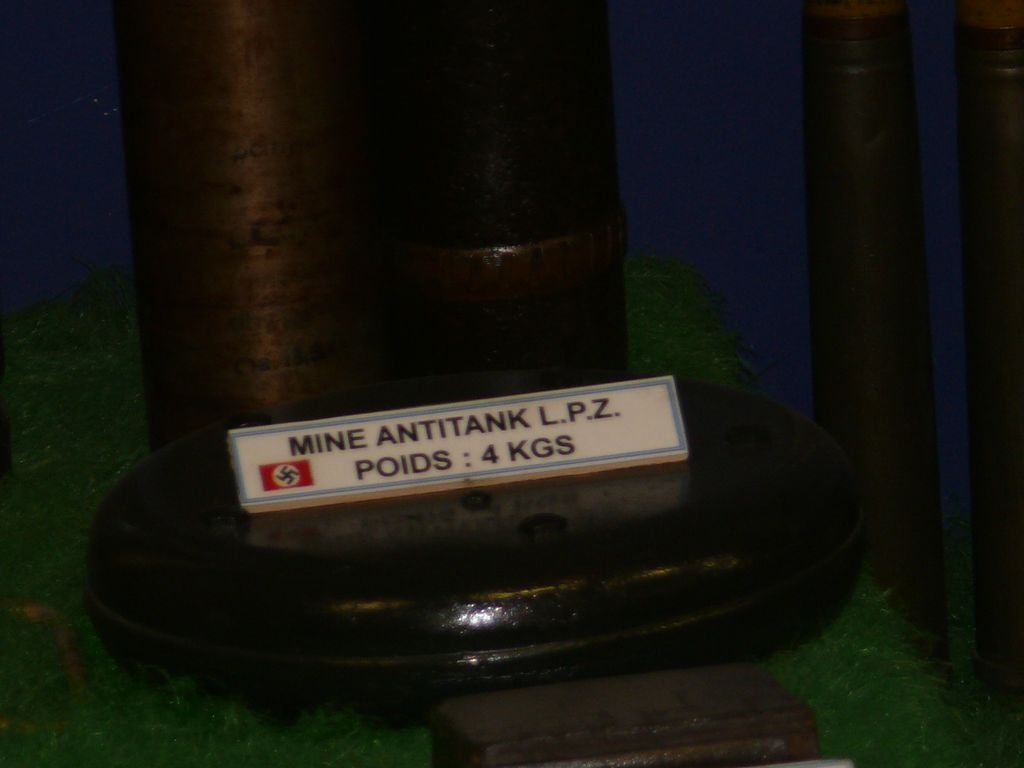 MINE ANTITANK L.P.Z.
POIDS : 4 KGS